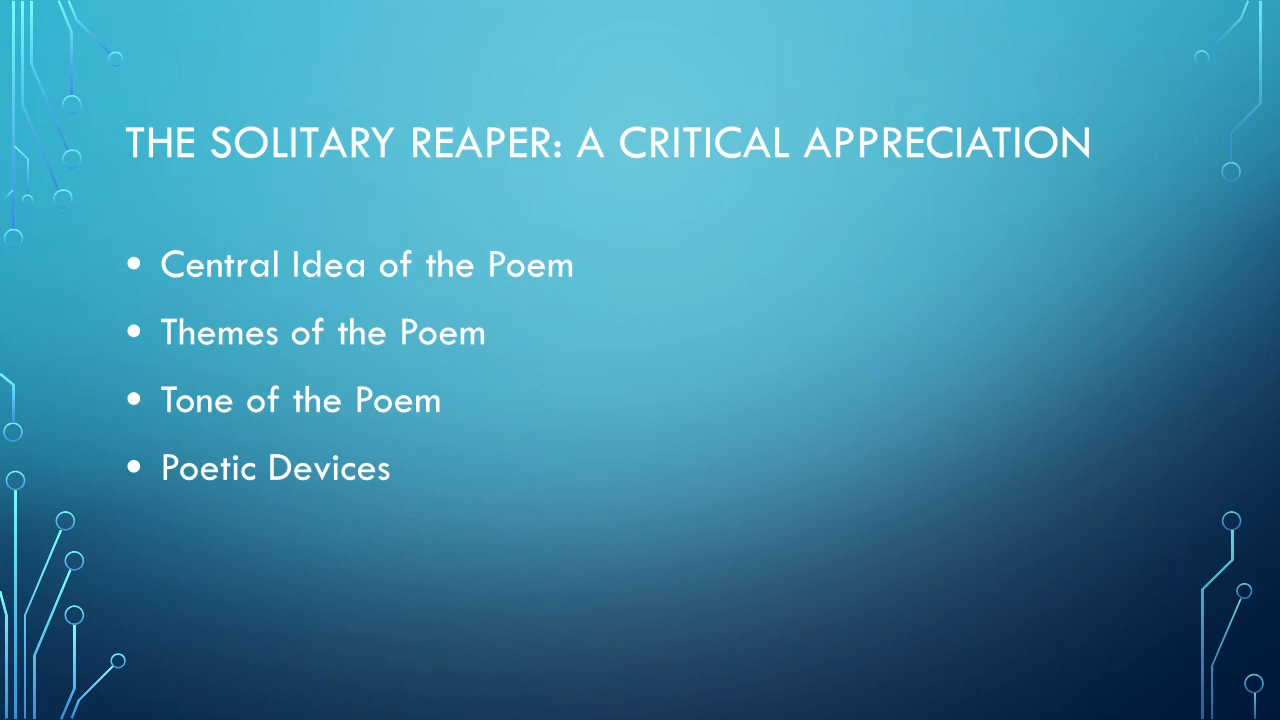 THE SOLITARY REAPER: A CRITICAL APPRECIATION
• Central Idea of the Poem
• Themes of the Poem
• Tone of the Poem
• Poetic Devices